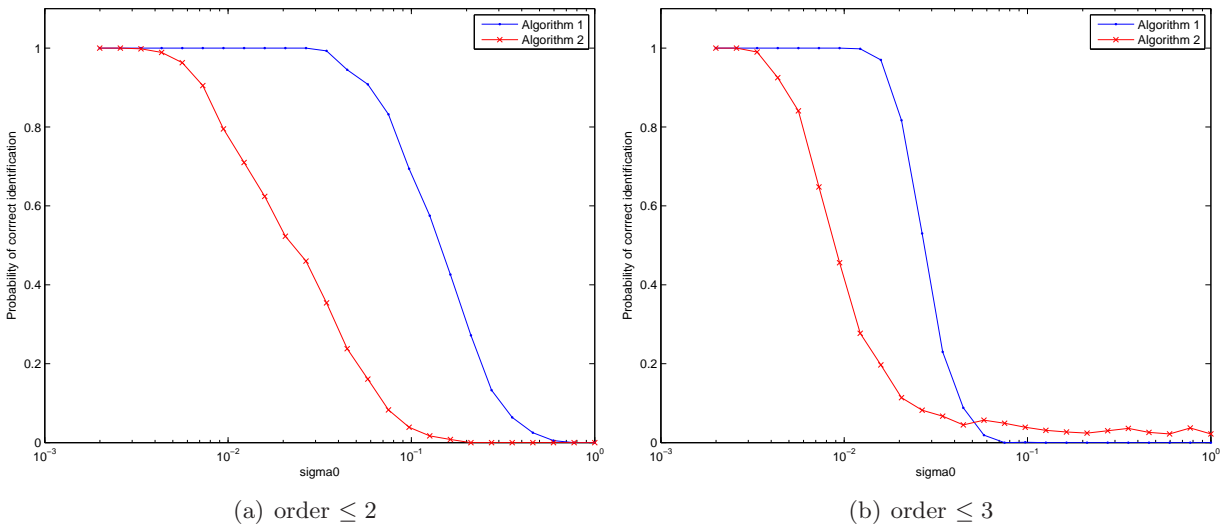 Algorithm 1
Algorithm 2
1
0.8
0.6
0.4
0.2
0
Probability of corrrect identification
10^-3
10^-2
10^-1
10^0
sigma0
(a) order ≤ 2
Algorithm 1
Algorithm 2
1
0.8
0.6
0.4
0.2
0
Probability of corrrect identification
10^-3
10^-2
10^-1
10^0
sigma0
(b) order ≤ 3